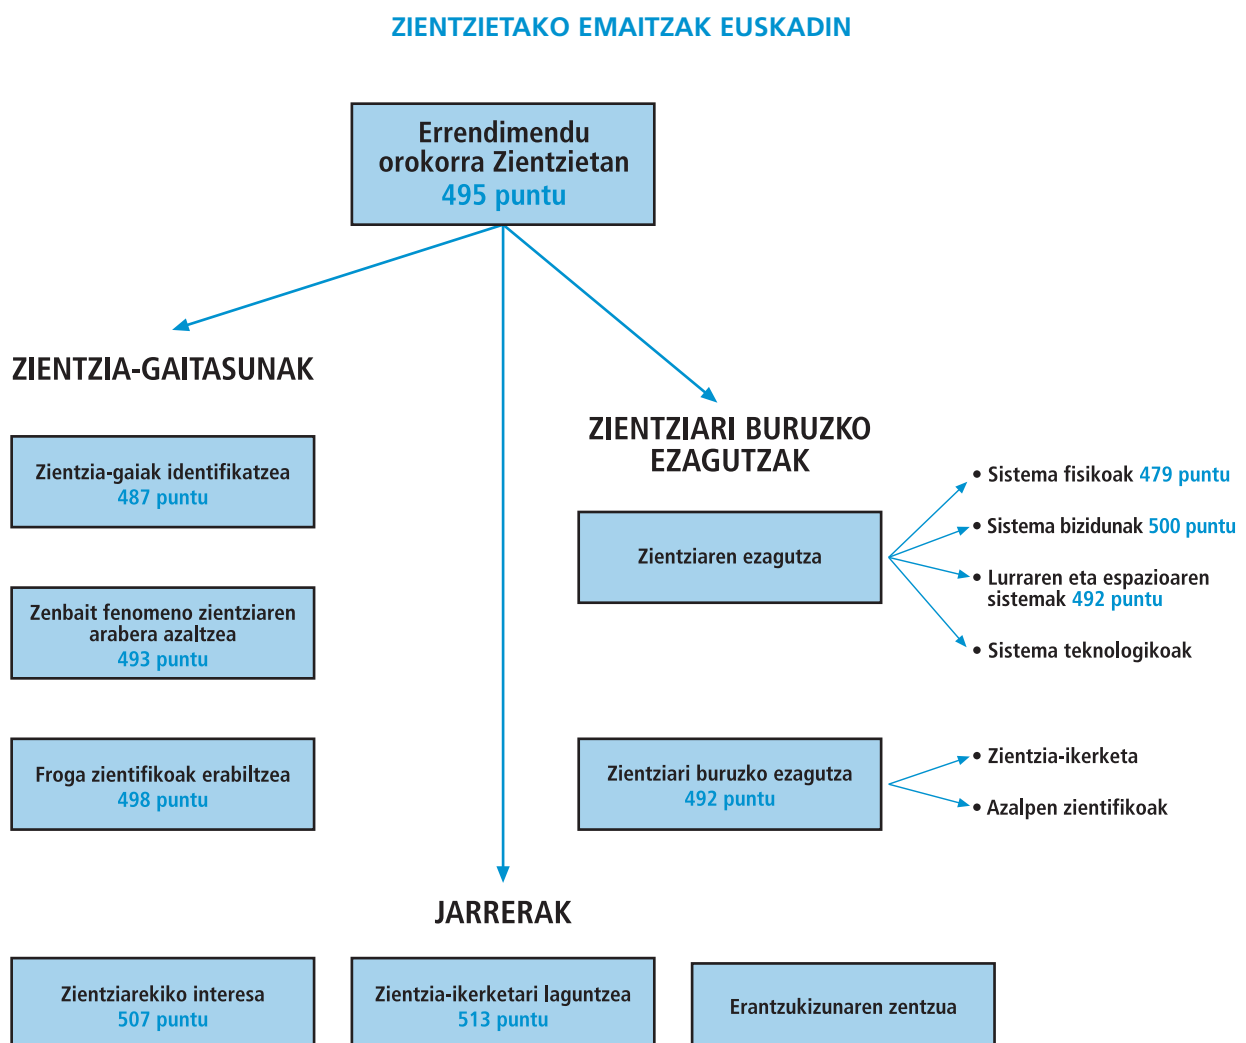 ZIENTZIETAKO EMAITZAK EUSKADIN
Errendimendu
orokorra Zientzietan
495 puntu
ZIENTZIA-GAITASUNAK
Zientzia-gaiak identifikatzea
487 puntu
Zenbait fenomeno zientziaren
arabera azaltzea
493 puntu
Froga zientifikoak erabiltzea
498 puntu
ZIENTZIARI BURUZKO
EZAGUTZAK
Zientziaren ezagutza
• Sistema fisikoak 479 puntu
• Sistema bizidunak 500 puntu
• Lurraren eta espazioaren
sistemak 492 puntu
• Sistema teknologikoak
Zientziari buruzko ezagutza
492 puntu
• Zientzia-ikerketa
• Azalpen zientifikoak
JARRERAK
Zientziarekiko interesa
507 puntu
Zientzia-ikerketari laguntzea
513 puntu
Erantzukizunaren zentzua